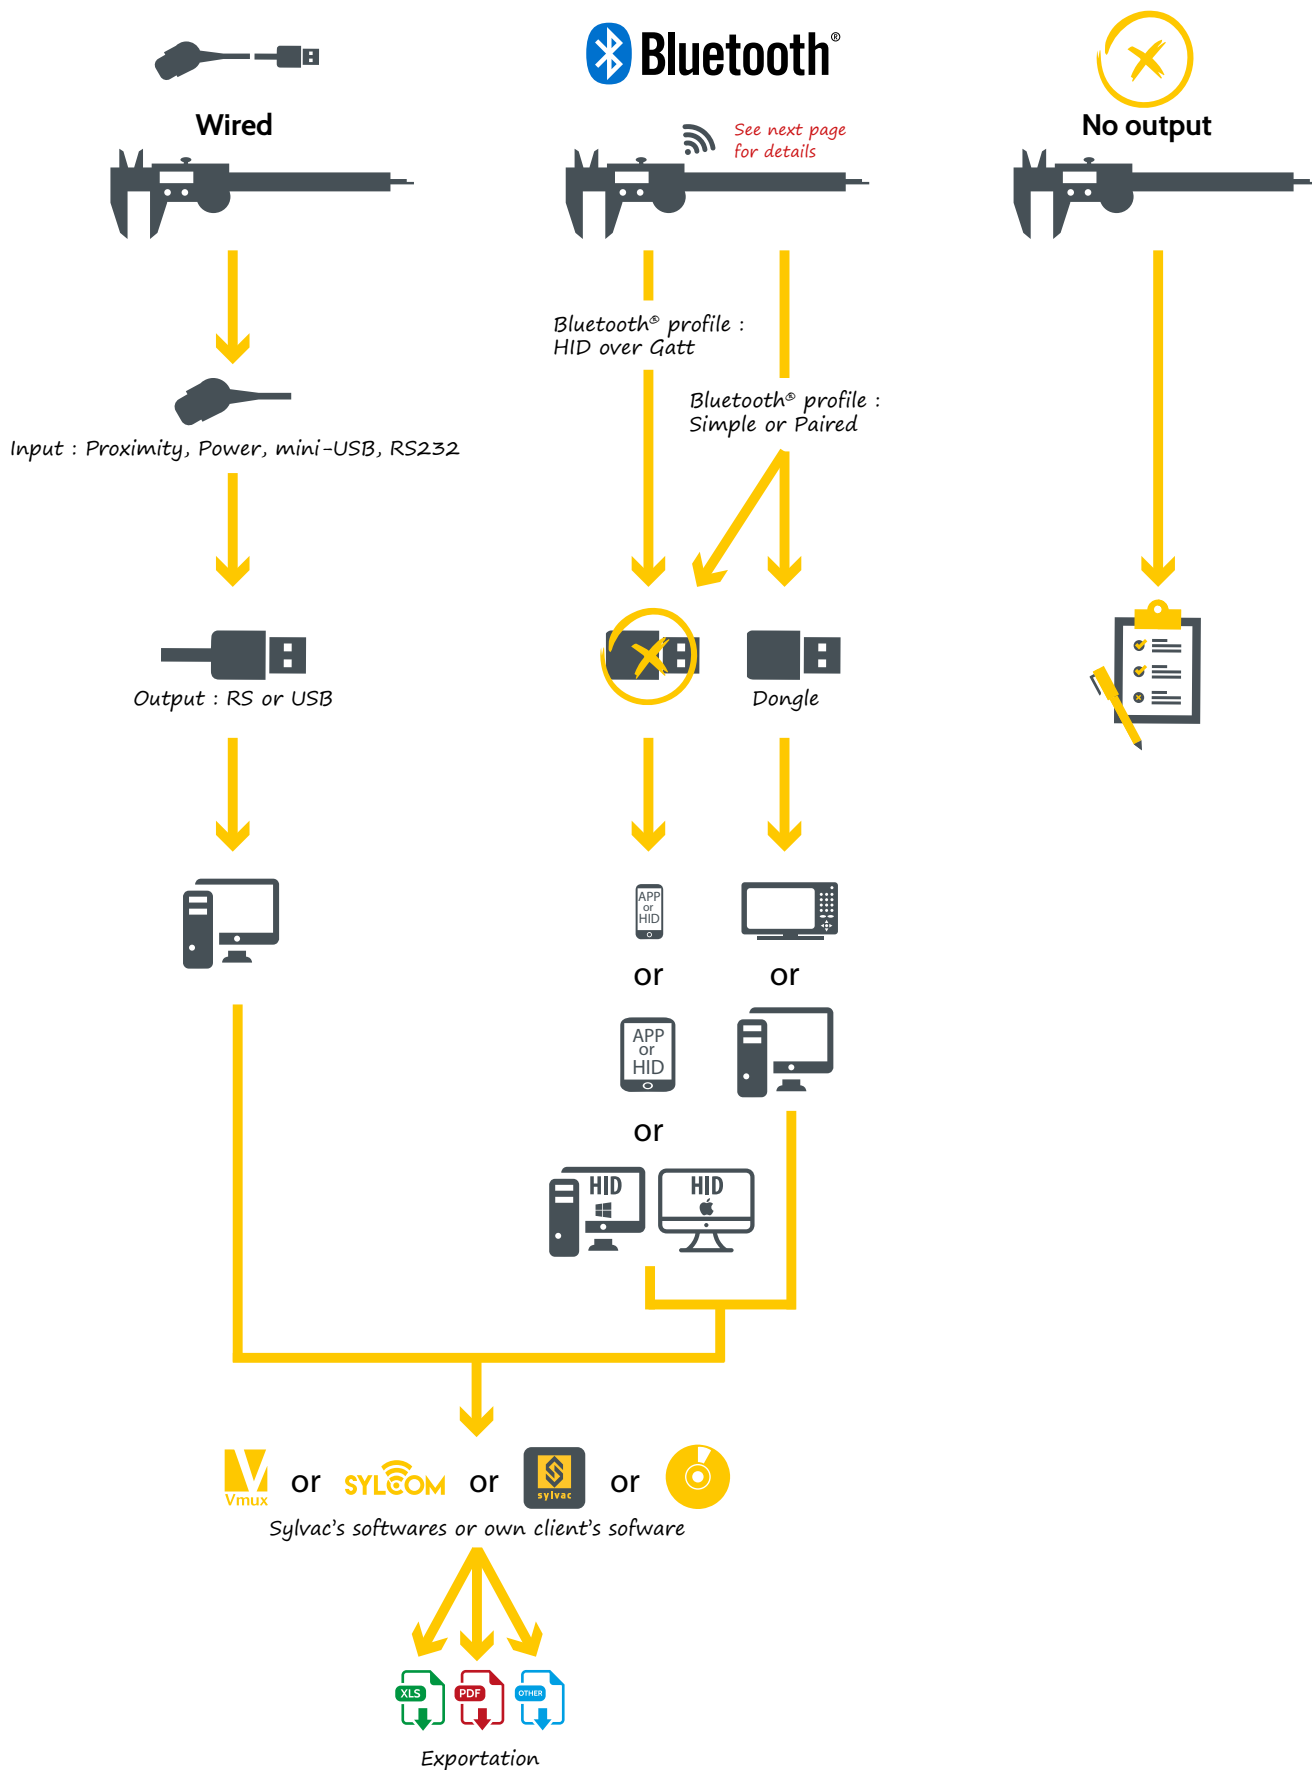 Bluetooth®
Wired
No output
See next page
for details
Bluetooth® profile :
HID over Gatt
Bluetooth® profile :
Simple or Paired
Input : Proximity, Power, mini-USB, RS232
Output : RS or USB
Dongle
APP
or
HID
or
or
APP
or
HID
or
HID
HID
Vmux
or
SYLCOM
or
sylvac
or
Sylvac's softwares or own client's sofware
XLS
PDF
OTHER
Exportation